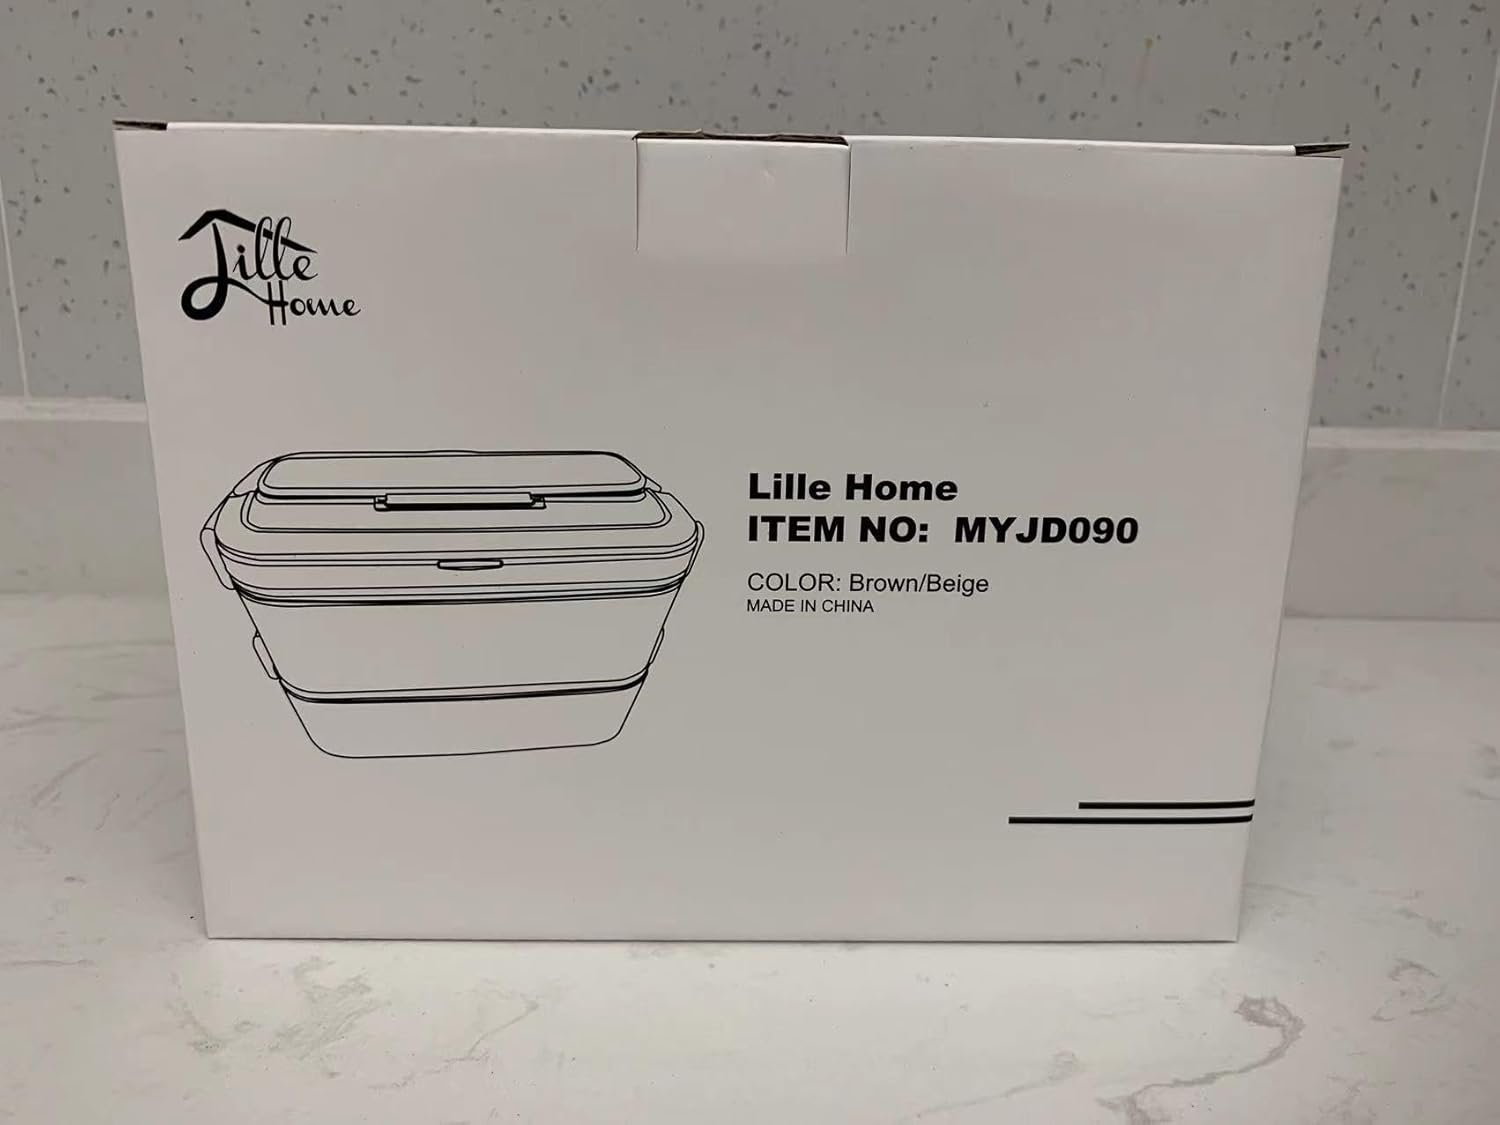 Lille
Home
Lille Home
ITEM NO: MYJD090
COLOR: Brown/Beige
MADE IN CHINA